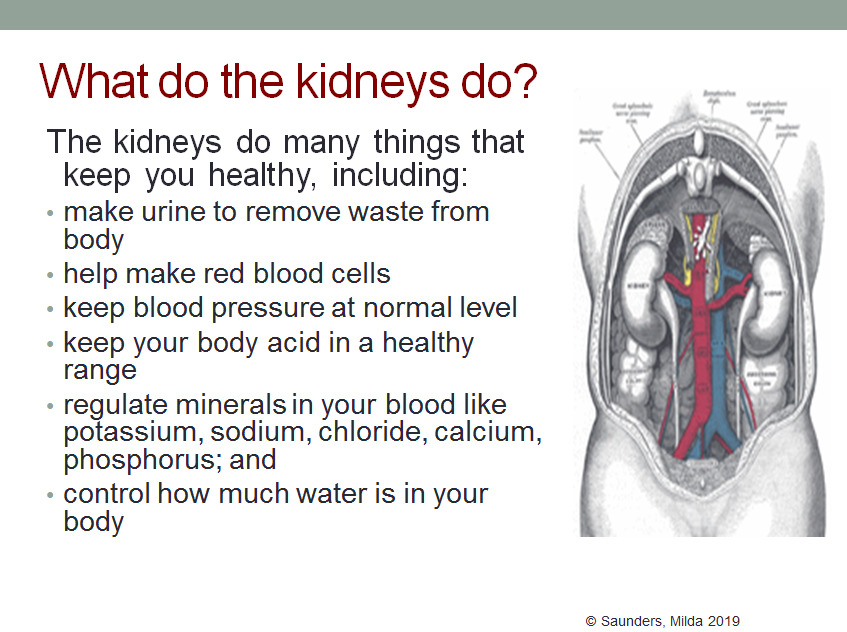 What do the kidneys do?
The kidneys do many things that
keep you healthy, including:
• make urine to remove waste from
body
• help make red blood cells
• keep blood pressure at normal level
• keep your body acid in a healthy
range
• regulate minerals in your blood like
potassium, sodium, chloride, calcium,
phosphorus; and
• control how much water is in your
body
KIDNEY
KIDNEY
© Saunders, Milda 2019